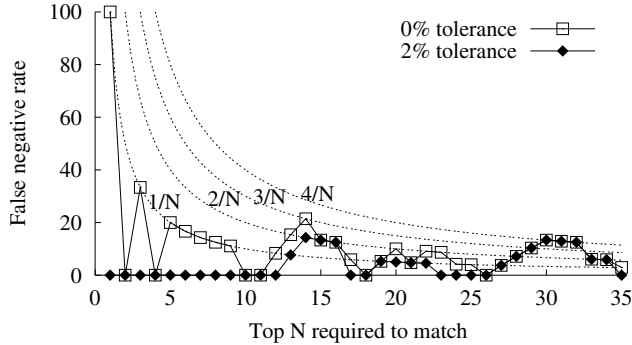 100
80
60
40
20
0
False negative rate
0% tolerance
2% tolerance
1/N
2/N
3/N
4/N
0 5 10 15 20 25 30 35
Top N required to match